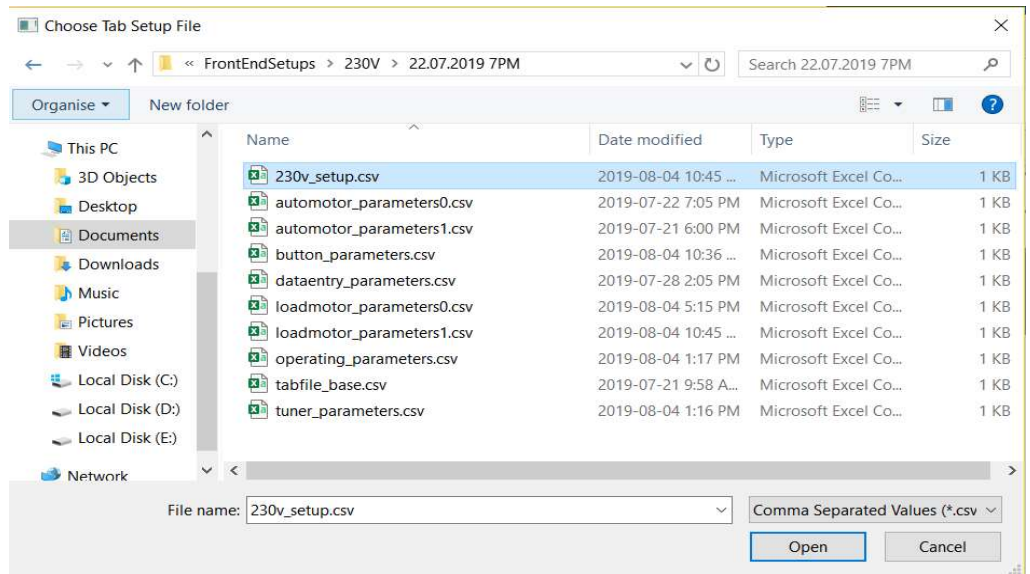 Choose Tab Setup File
« FrontEndSetups > 230V > 22.07.2019 7PM
Search 22.07.2019 7PM
Organise
New folder
?
Name Date modified Type Size
This PC
3D Objects
Desktop
Documents
Downloads
Music
Pictures
Videos
Local Disk (C:)
Local Disk (D:)
Local Disk (E:)
Network
230v_setup.csv 2019-08-04 10:45 ... Microsoft Excel Co... 1 KB
automotor_parameters0.csv 2019-07-22 7:05 PM Microsoft Excel Co... 1 KB
automotor_parameters1.csv 2019-07-21 6:00 PM Microsoft Excel Co... 1 KB
button_parameters.csv 2019-08-04 10:36 ... Microsoft Excel Co... 1 KB
dataentry_parameters.csv 2019-07-28 2:05 PM Microsoft Excel Co... 1 KB
loadmotor_parameters0.csv 2019-08-04 5:15 PM Microsoft Excel Co... 1 KB
loadmotor_parameters1.csv 2019-08-04 10:45 ... Microsoft Excel Co... 1 KB
operating_parameters.csv 2019-08-04 1:17 PM Microsoft Excel Co... 1 KB
tabfile_base.csv 2019-07-21 9:58 A... Microsoft Excel Co... 1 KB
tuner_parameters.csv 2019-08-04 1:16 PM Microsoft Excel Co... 1 KB
File name: 230v_setup.csv
Comma Separated Values (*.csv
Open
Cancel